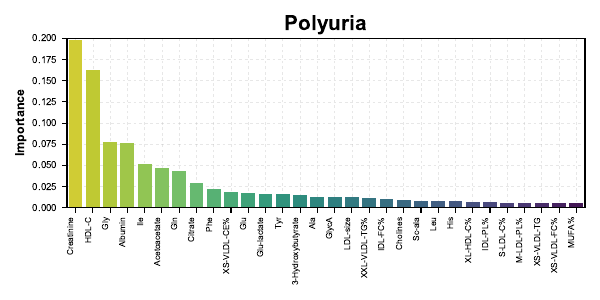 Polyuria
Importance
0.200
0.175
0.150
0.125
0.100
0.075
0.050
0.025
0.000
Creatinine
HDL-C
Gly
Albumin
Ile
Acetoacetate
Gln
Citrate
Phe
XS-VLDL-CE%
Glu
Glu-lactate
Tyr
3-Hydroxybutyrate
Ala
GlycA
LDL-size
XXL-VLDL-TG%
IDL-FC%
Cholines
Sc-ala
Leu
His
XL-HDL-C%
IDL-PL%
S-LDL-C%
M-LDL-PL%
XS-VLDL-TG
XS-VLDL-FC%
MUFA%